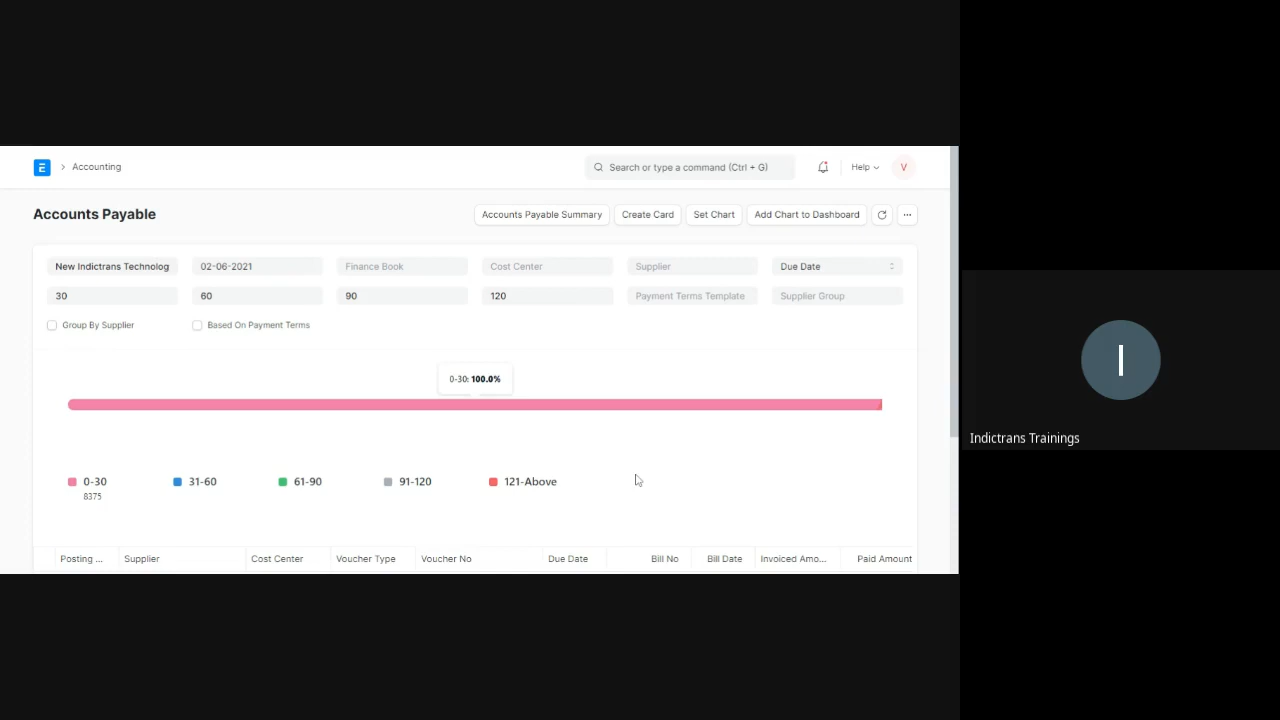 E > Accounting Search or type a command (Ctrl + G) Help V
Accounts Payable Accounts Payable Summary Create Card Set Chart Add Chart to Dashboard ...
New Indictrans Technolog 02-06-2021 Finance Book Cost Center Supplier Due Date
30 60 90 120 Payment Terms Template Supplier Group
Group By Supplier Based On Payment Terms
0-30: 100.0%
0-30 31-60 61-90 91-120 121-Above
8375
Posting ... Supplier Cost Center Voucher Type Voucher No Due Date Bill No Bill Date Invoiced Amo... Paid Amount
I
Indictrans Trainings